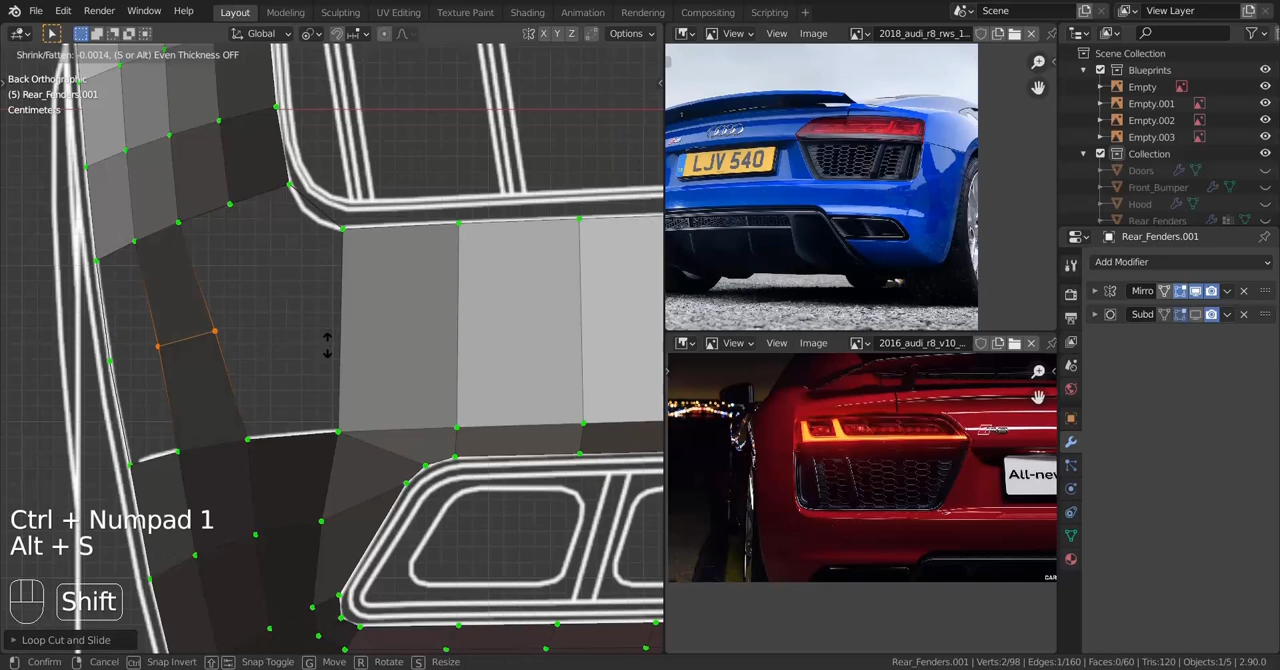 File Edit Render Window Help
Layout Modeling Sculpting UV Editing Texture Paint Shading Animation Rendering Compositing Scripting +
Scene
View Layer
Global
X Y Z
Options
Shrink/Fatten: -0.0014, (S or Alt) Even Thickness OFF
Back Orthographic
(5) Rear_Fenders.001
Centimeters
Ctrl + Numpad 1
Alt + S
Shift
Loop Cut and Slide
View View Image 2018_audi_r8_rws_1...
LJV 540
View View Image 2016_audi_r8_v10_...
All-new
CAR
Scene Collection
Blueprints
Empty
Empty.001
Empty.002
Empty.003
Collection
Doors
Front_Bumper
Hood
Rear_Fenders
Rear_Fenders.001
Add Modifier
Mirro
Subd
Confirm Cancel Ctrl Snap Invert Snap Toggle G Move R Rotate S Resize
Rear_Fenders.001 | Verts:2/98 | Edges:1/160 | Faces:0/60 | Tris:120 | Objects:1/5 | 2.90.0